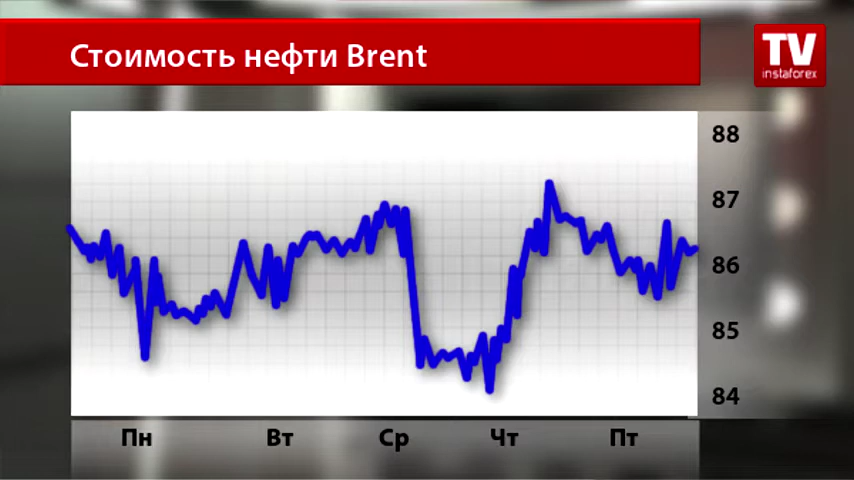 Стоимость нефти Brent
TV
instaforex
88
87
86
85
84
Пн Вт Ср Чт Пт